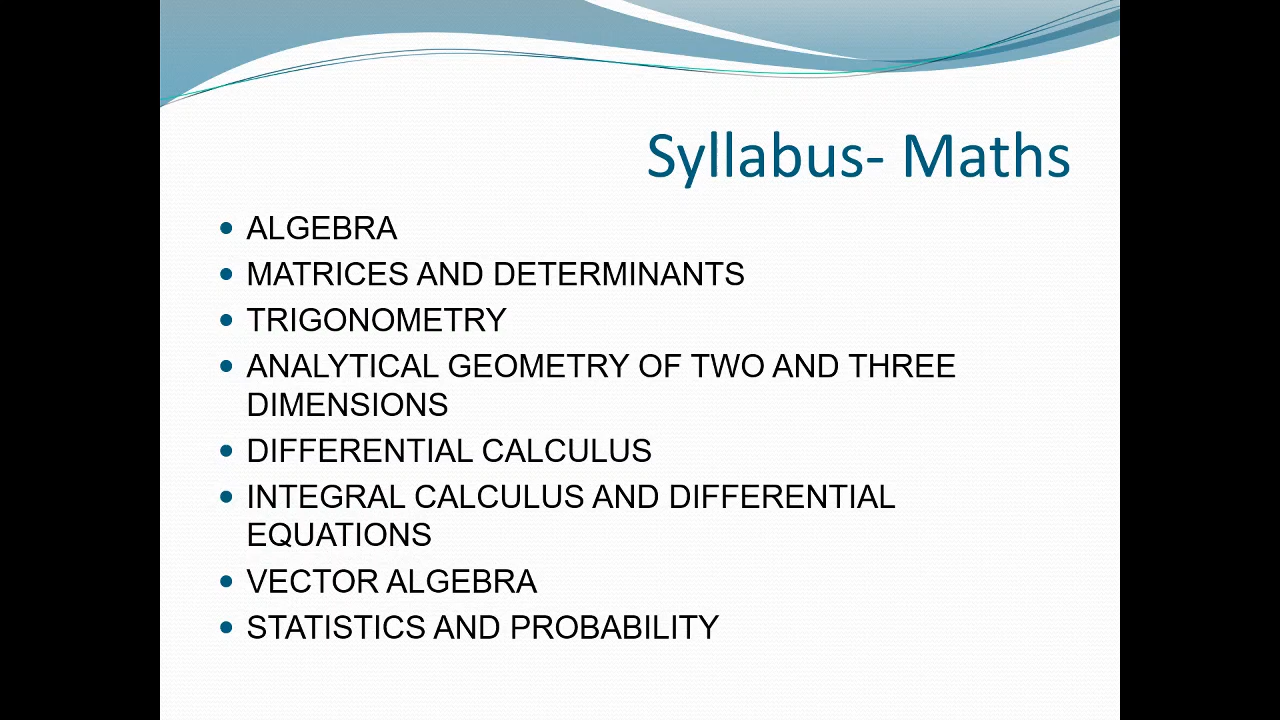 Syllabus- Maths
• ALGEBRA
• MATRICES AND DETERMINANTS
• TRIGONOMETRY
• ANALYTICAL GEOMETRY OF TWO AND THREE
DIMENSIONS
• DIFFERENTIAL CALCULUS
• INTEGRAL CALCULUS AND DIFFERENTIAL
EQUATIONS
• VECTOR ALGEBRA
• STATISTICS AND PROBABILITY